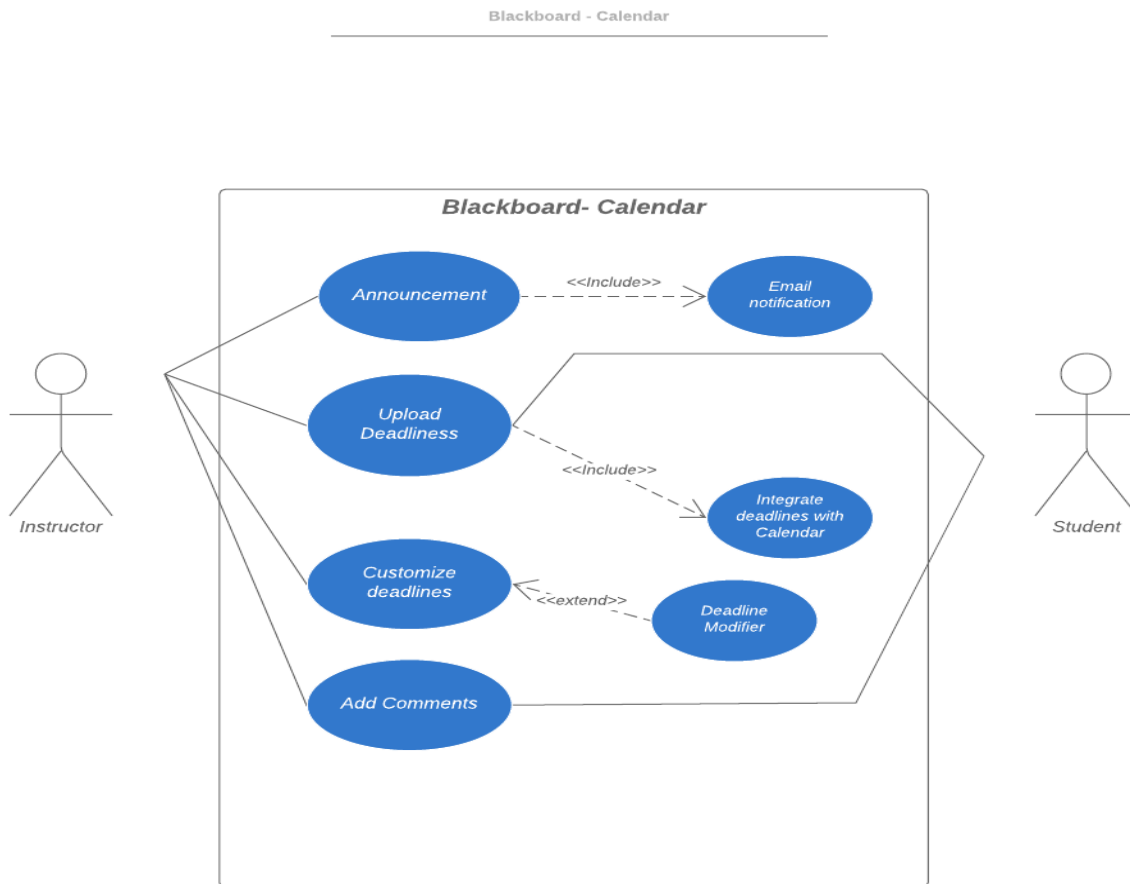 Blackboard - Calendar
Blackboard- Calendar
Announcement
<<Include>>
Email
notification
Upload
Deadliness
<<Include>>
Integrate
deadlines with
Calendar
Instructor
Student
Customize
deadlines
<<extend>>
Deadline
Modifier
Add Comments